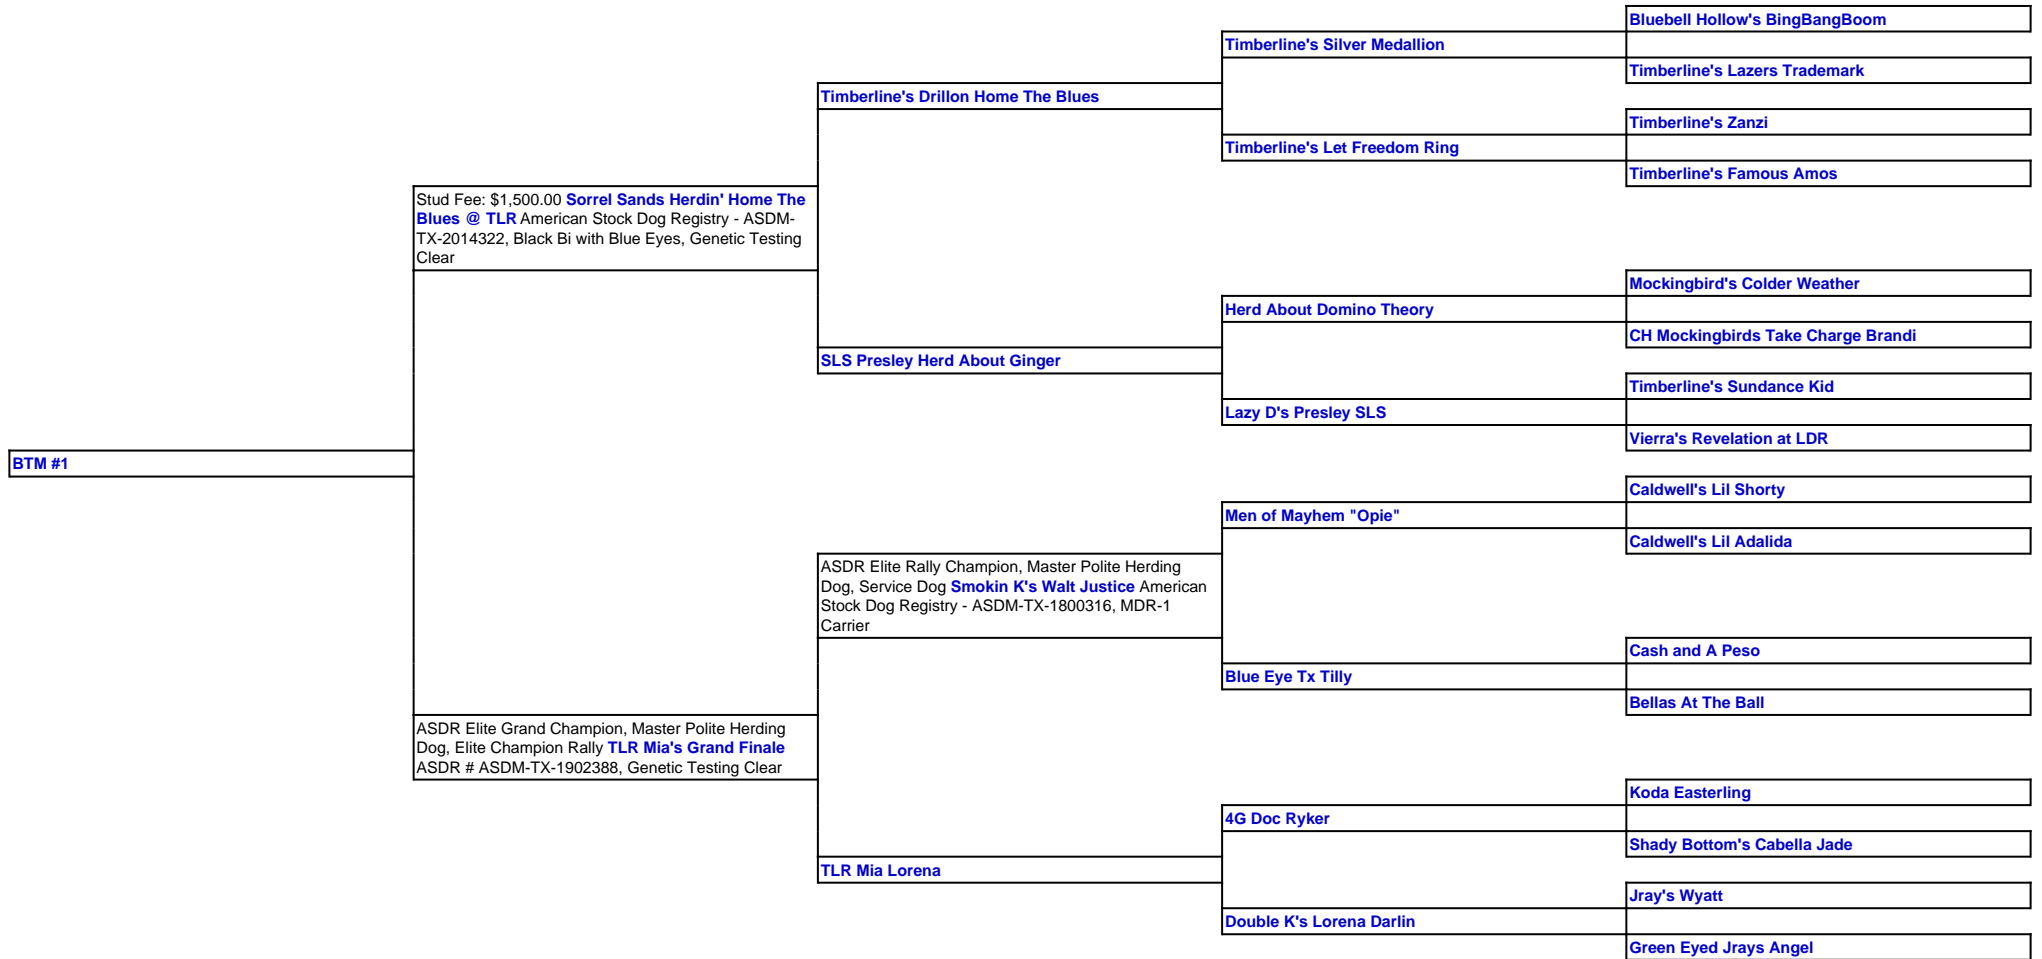 Bluebell Hollow's BingBangBoom
Timberline's Silver Medallion
Timberline's Lazers Trademark
Timberline's Drillon Home The Blues
Timberline's Zanzi
Timberline's Let Freedom Ring
Timberline's Famous Amos
Stud Fee: $1,500.00 Sorrel Sands Herdin' Home The
Blues @ TLR American Stock Dog Registry - ASDM-
TX-2014322, Black Bi with Blue Eyes, Genetic Testing
Clear
Mockingbird's Colder Weather
Herd About Domino Theory
CH Mockingbirds Take Charge Brandi
SLS Presley Herd About Ginger
Timberline's Sundance Kid
Lazy D's Presley SLS
Vierra's Revelation at LDR
BTM #1
Caldwell's Lil Shorty
Men of Mayhem "Opie"
Caldwell's Lil Adalida
ASDR Elite Rally Champion, Master Polite Herding
Dog, Service Dog Smokin K's Walt Justice American
Stock Dog Registry - ASDM-TX-1800316, MDR-1
Carrier
Cash and A Peso
Blue Eye Tx Tilly
Bellas At The Ball
ASDR Elite Grand Champion, Master Polite Herding
Dog, Elite Champion Rally TLR Mia's Grand Finale
ASDR # ASDM-TX-1902388, Genetic Testing Clear
Koda Easterling
4G Doc Ryker
Shady Bottom's Cabella Jade
TLR Mia Lorena
Jray's Wyatt
Double K's Lorena Darlin
Green Eyed Jrays Angel